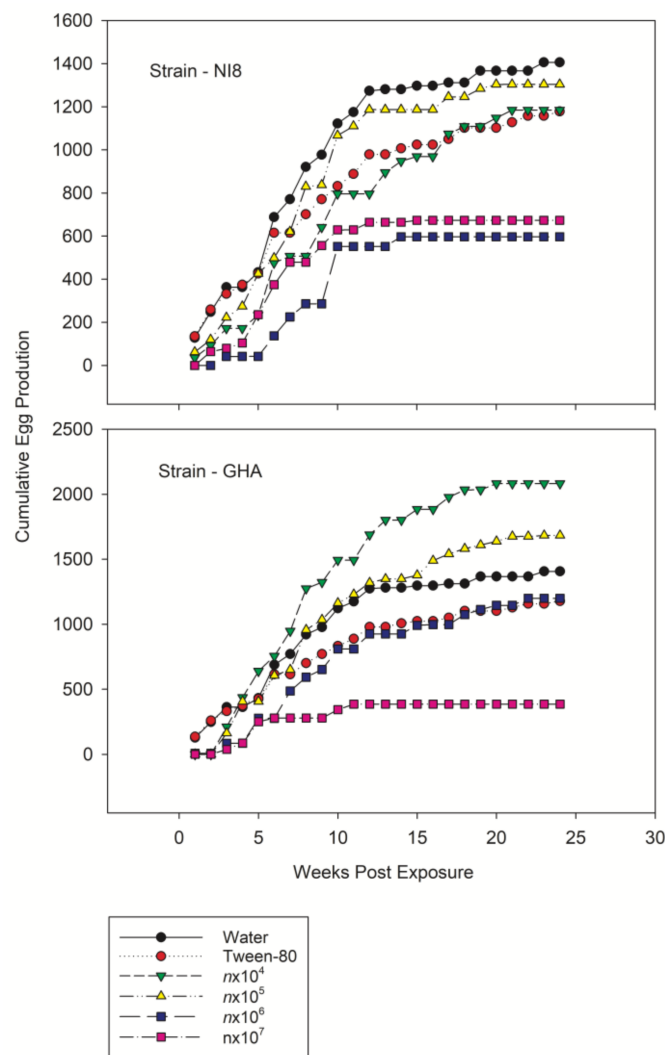 1600
1400
1200
1000
800
600
400
200
0
Strain - NI8
Cumulative Egg Prodution
2500
2000
1500
1000
500
0
Strain - GHA
0 5 10 15 20 25 30
Weeks Post Exposure
Water
Tween-80
nx10⁴
nx10⁵
nx10⁶
nx10⁷